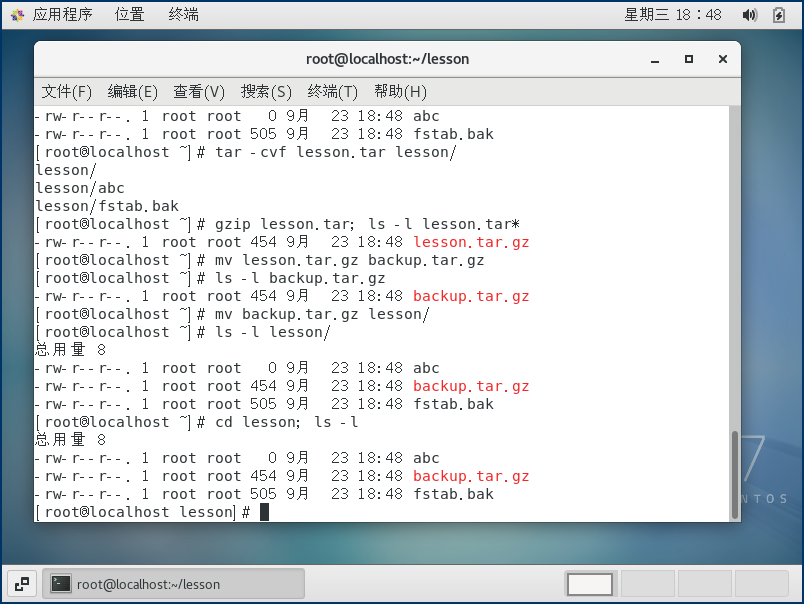 应用程序 位置 终端 星期三 18：48
root@localhost:~/lesson
文件(F) 编辑(E) 查看(V) 搜索(S) 终端(T) 帮助(H)
-rw-r--r--. 1 root root   0 9月  23 18:48 abc
-rw-r--r--. 1 root root 505 9月  23 18:48 fstab.bak
[root@localhost ~]# tar -cvf lesson.tar lesson/
lesson/
lesson/abc
lesson/fstab.bak
[root@localhost ~]# gzip lesson.tar; ls -l lesson.tar*
-rw-r--r--. 1 root root 454 9月  23 18:48 lesson.tar.gz
[root@localhost ~]# mv lesson.tar.gz backup.tar.gz
[root@localhost ~]# ls -l backup.tar.gz
-rw-r--r--. 1 root root 454 9月  23 18:48 backup.tar.gz
[root@localhost ~]# mv backup.tar.gz lesson/
[root@localhost ~]# ls -l lesson/
总用量 8
-rw-r--r--. 1 root root   0 9月  23 18:48 abc
-rw-r--r--. 1 root root 454 9月  23 18:48 backup.tar.gz
-rw-r--r--. 1 root root 505 9月  23 18:48 fstab.bak
[root@localhost ~]# cd lesson; ls -l
总用量 8
-rw-r--r--. 1 root root   0 9月  23 18:48 abc
-rw-r--r--. 1 root root 454 9月  23 18:48 backup.tar.gz
-rw-r--r--. 1 root root 505 9月  23 18:48 fstab.bak
[root@localhost lesson]#
7
NTOS
root@localhost:~/lesson